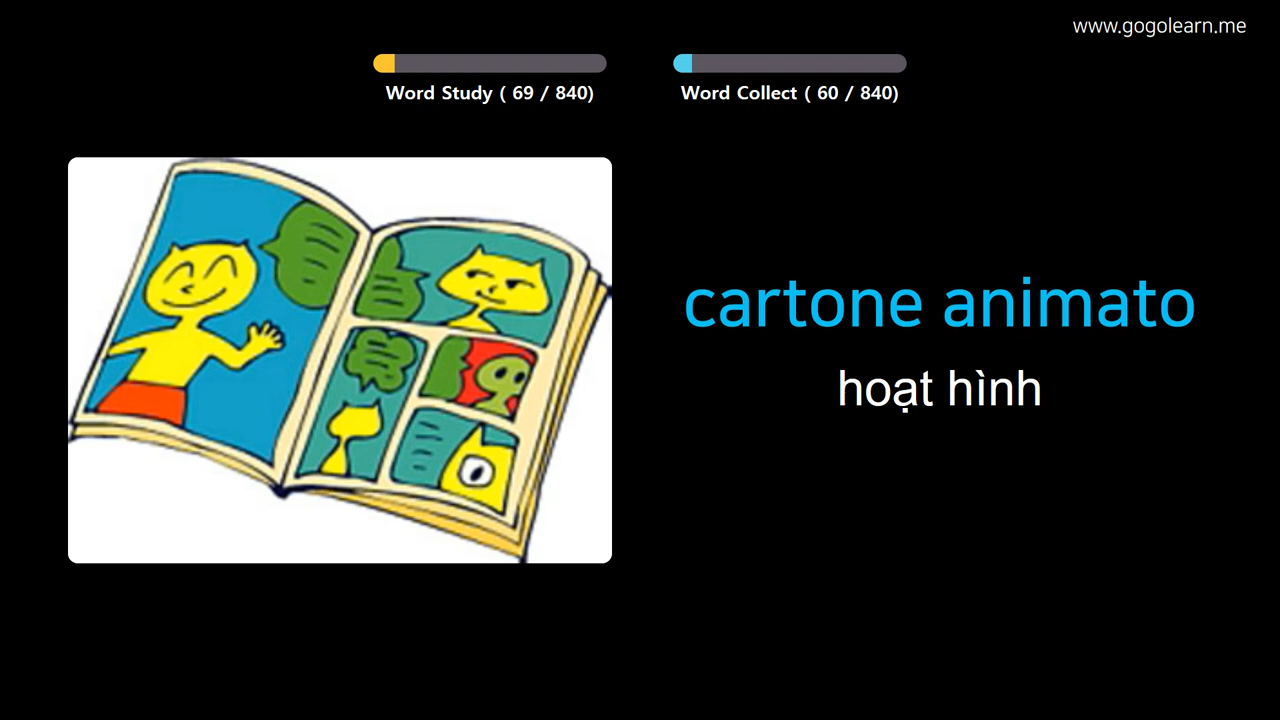 www.gogolearn.me
Word Study ( 69 / 840)
Word Collect ( 60 / 840)
cartone animato
hoạt hình